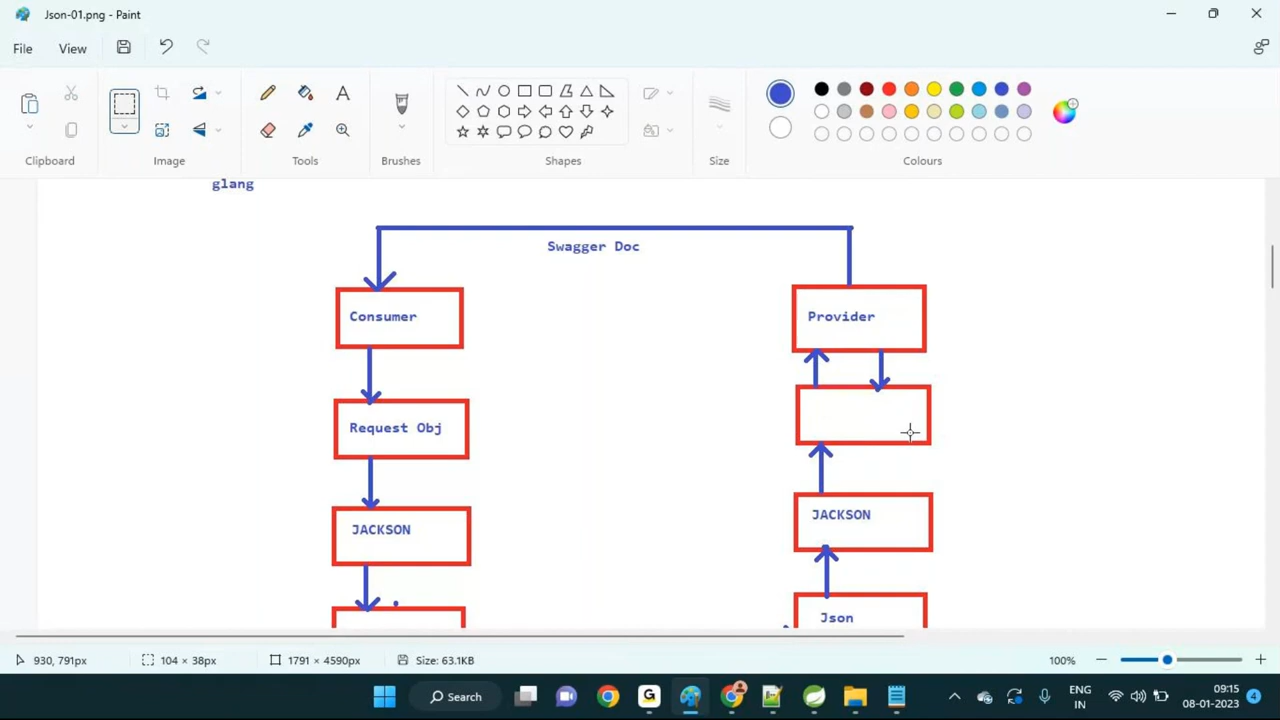 Json-01.png - Paint
File
View
Clipboard
Image
Tools
Brushes
Shapes
Size
Colours
glang
Swagger Doc
Consumer
Provider
Request Obj
JACKSON
JACKSON
Json
930, 791px
104 × 38px
1791 × 4590px
Size: 63.1KB
100%
Search
ENG
IN
09:15
08-01-2023
4